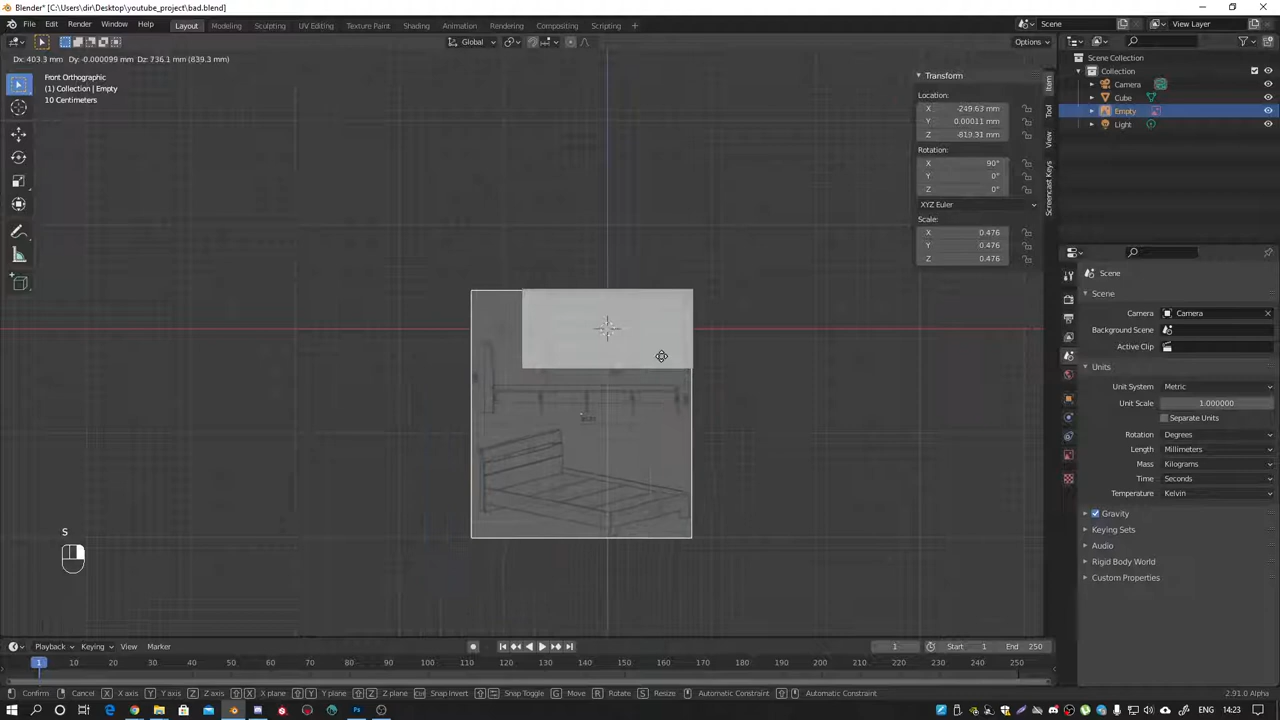 Blender* [C:\Users\dir\Desktop\youtube_project\bad.blend]
File Edit Render Window Help Layout Modeling Sculpting UV Editing Texture Paint Shading Animation Rendering Compositing Scripting + Scene View Layer
Global Options
Dx: 403.3 mm Dy: -0.000099 mm Dz: 736.1 mm (839.3 mm)
Front Orthographic
(1) Collection | Empty
10 Centimeters
Transform
Location:
X -249.63 mm
Y 0.00011 mm
Z -819.31 mm
Rotation:
X 90°
Y 0°
Z 0°
XYZ Euler
Scale:
X 0.476
Y 0.476
Z 0.476
Item
Tool
View
Screencast Keys
Scene Collection
Collection
Camera
Cube
Empty
Light
Scene
Scene
Camera Camera
Background Scene
Active Clip
Units
Unit System Metric
Unit Scale 1.000000
Separate Units
Rotation Degrees
Length Millimeters
Mass Kilograms
Time Seconds
Temperature Kelvin
Gravity
Keying Sets
Audio
Rigid Body World
Custom Properties
S
Playback Keying View Marker 1 Start 1 End 250
1 10 20 30 40 50 60 70 80 90 100 110 120 130 140 150 160 170 180 190 200 210 220 230 240 250
Confirm Cancel X X axis Y Y axis Z Z axis X X plane Y Y plane Z Z plane Snap Invert Snap Toggle G Move R Rotate S Resize Automatic Constraint Automatic Constraint 2.91.0 Alpha
ENG 14:23